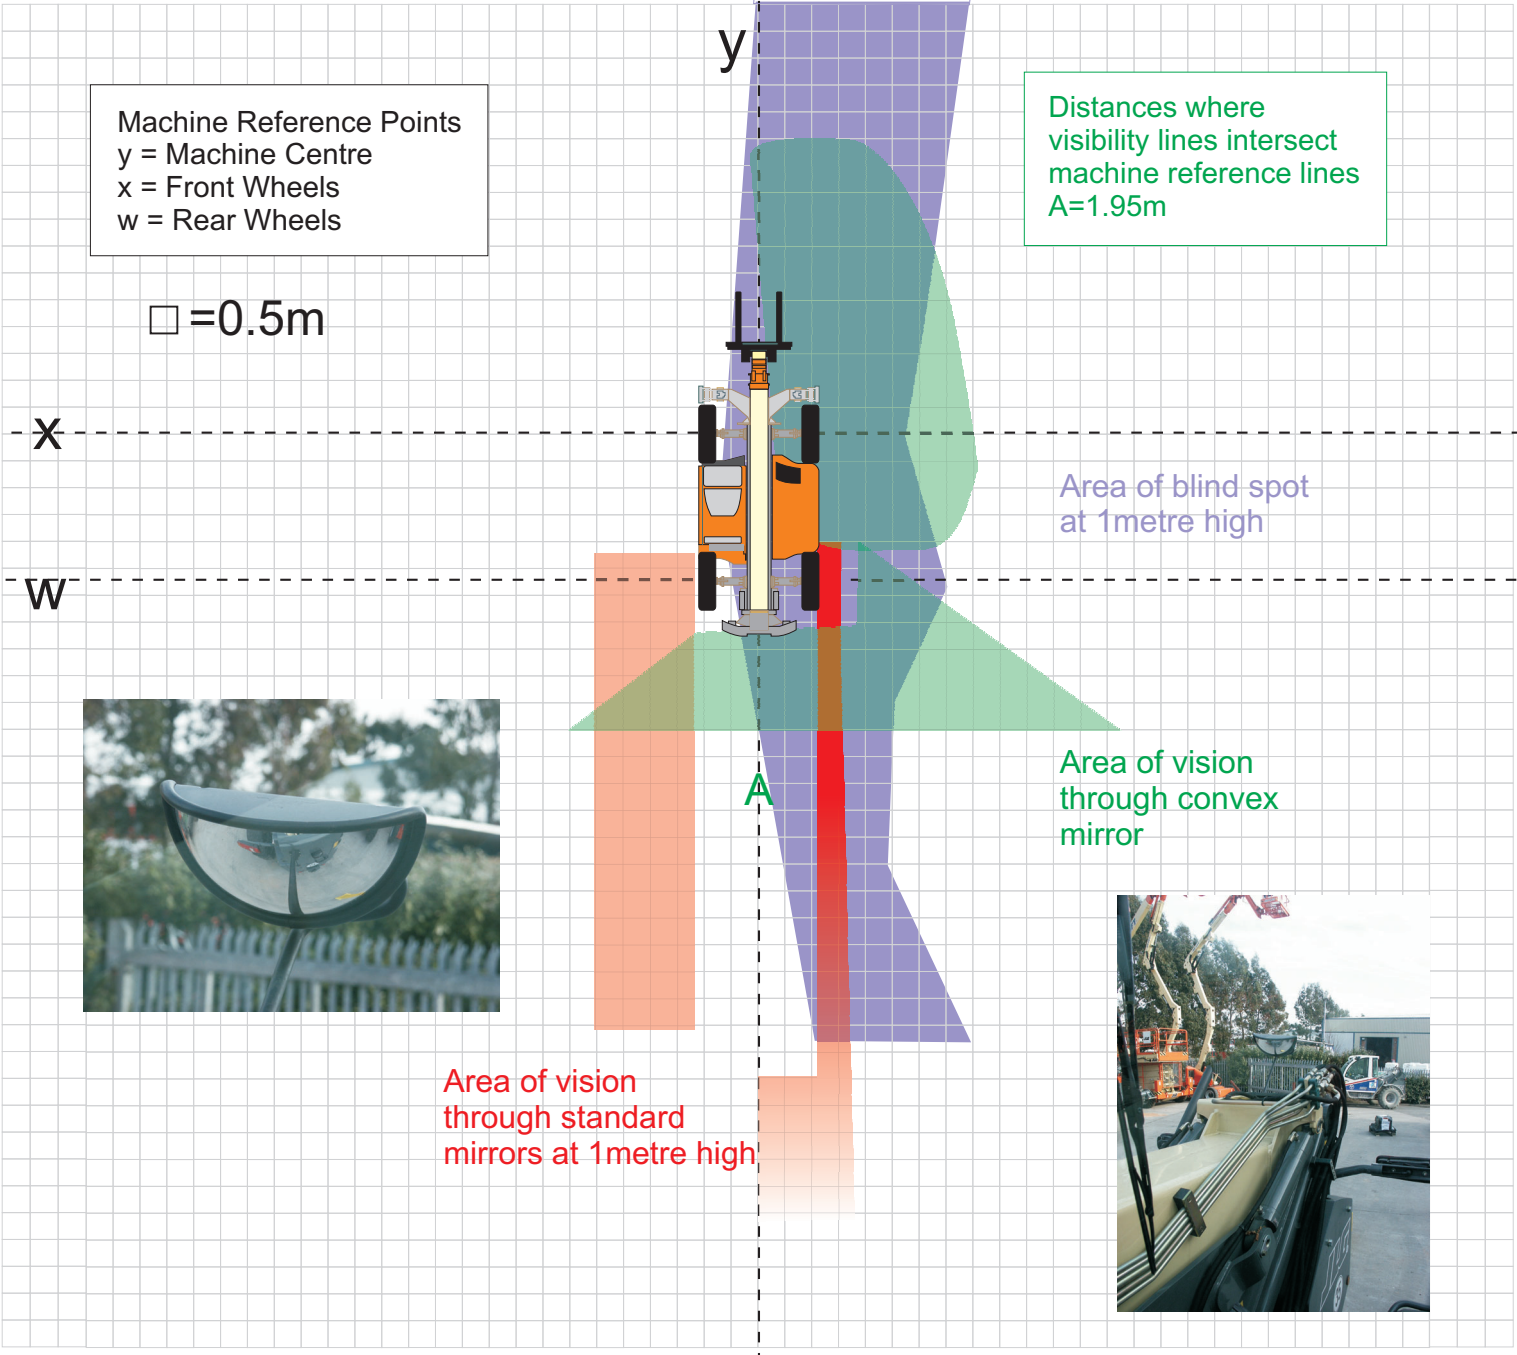 y
Machine Reference Points
y = Machine Centre
x = Front Wheels
w = Rear Wheels
Distances where
visibility lines intersect
machine reference lines
A=1.95m
=0.5m
x
Area of blind spot
at 1metre high
w
A
Area of vision
through convex
mirror
Area of vision
through standard
mirrors at 1metre high